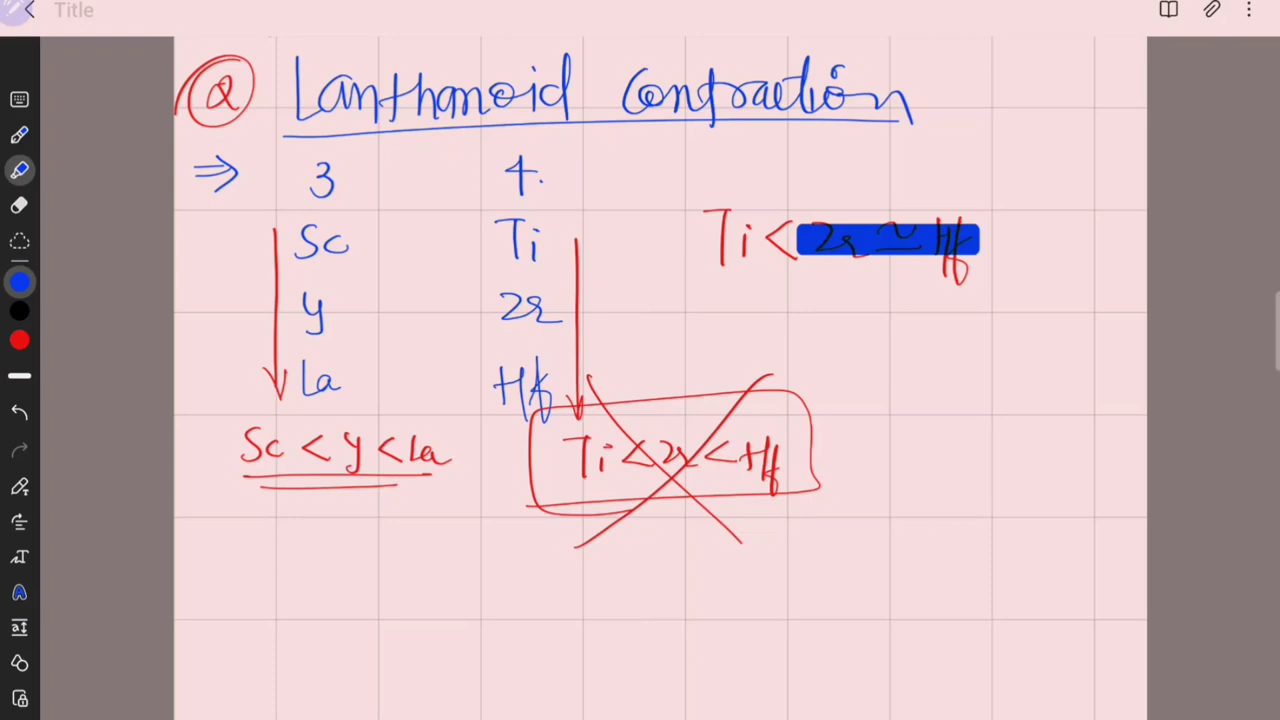 Title
Q Lanthanoid Contraction
⇒ 3 4.
Sc Ti Ti < Zr ≃ Hf
y Zr
La Hf
Sc < y < La Ti < Zr < Hf